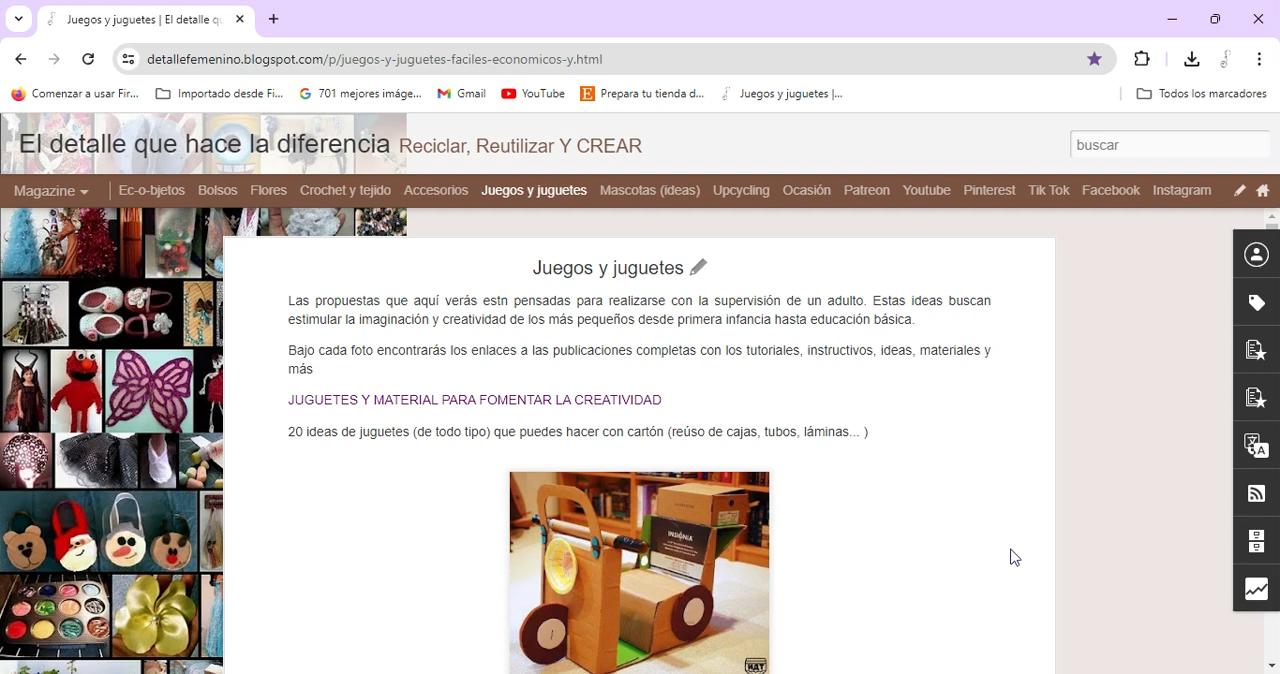 Juegos y juguetes | El detalle qu
detallefemenino.blogspot.com/p/juegos-y-juguetes-faciles-economicos-y.html
Comenzar a usar Fir... Importado desde Fi... 701 mejores imáge... Gmail YouTube Prepara tu tienda d... Juegos y juguetes |... Todos los marcadores
El detalle que hace la diferencia Reciclar, Reutilizar Y CREAR
buscar
Magazine Ec-o-bjetos Bolsos Flores Crochet y tejido Accesorios Juegos y juguetes Mascotas (ideas) Upcycling Ocasión Patreon Youtube Pinterest Tik Tok Facebook Instagram
Juegos y juguetes
Las propuestas que aquí verás estn pensadas para realizarse con la supervisión de un adulto. Estas ideas buscan
estimular la imaginación y creatividad de los más pequeños desde primera infancia hasta educación básica.
Bajo cada foto encontrarás los enlaces a las publicaciones completas con los tutoriales, instructivos, ideas, materiales y
más
JUGUETES Y MATERIAL PARA FOMENTAR LA CREATIVIDAD
20 ideas de juguetes (de todo tipo) que puedes hacer con cartón (reúso de cajas, tubos, láminas... )
INSIGNIA